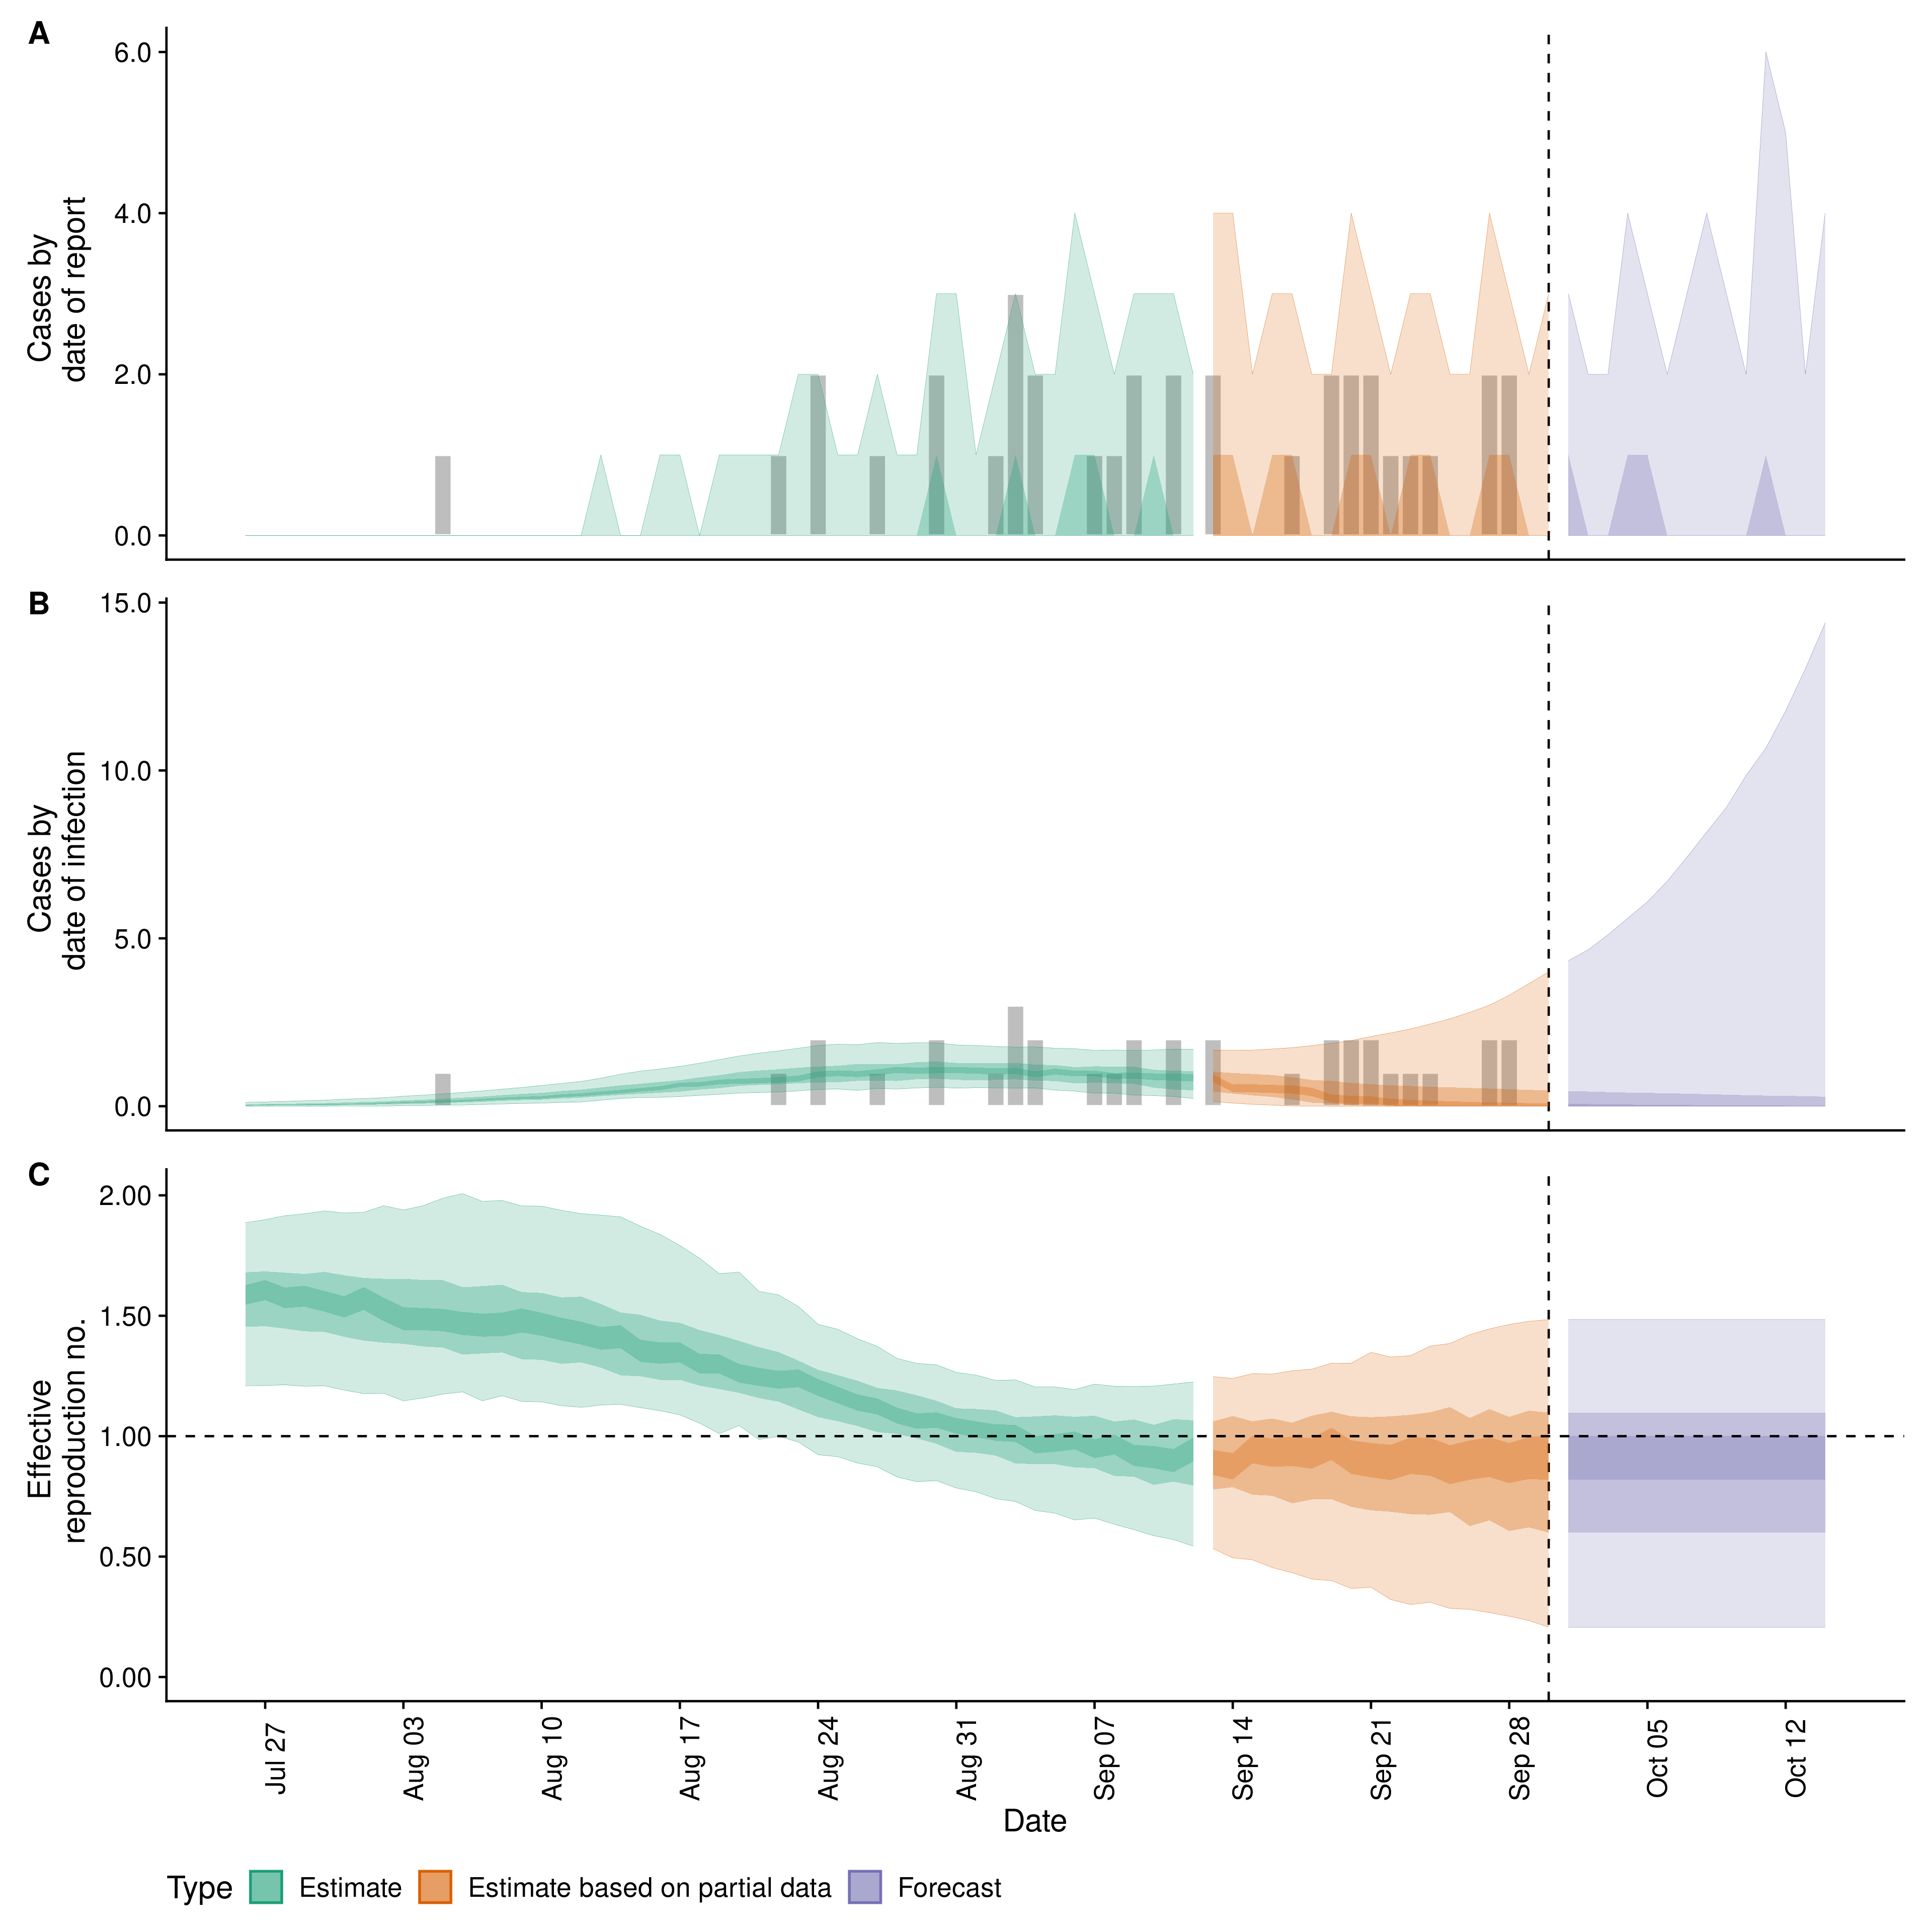 A
6.0
4.0
2.0
0.0
Cases by
date of report
B
15.0
10.0
5.0
0.0
Cases by
date of infection
C
2.00
1.50
1.00
0.50
0.00
Effective
reproduction no.
Jul 27
Aug 03
Aug 10
Aug 17
Aug 24
Aug 31
Sep 07
Sep 14
Sep 21
Sep 28
Oct 05
Oct 12
Date
Type
Estimate
Estimate based on partial data
Forecast